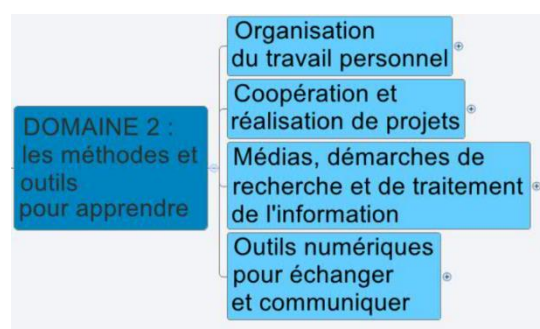 DOMAINE 2 :
les méthodes et
outils
pour apprendre
Organisation
du travail personnel
Coopération et
réalisation de projets
Médias, démarches de
recherche et de traitement
de l'information
Outils numériques
pour échanger
et communiquer